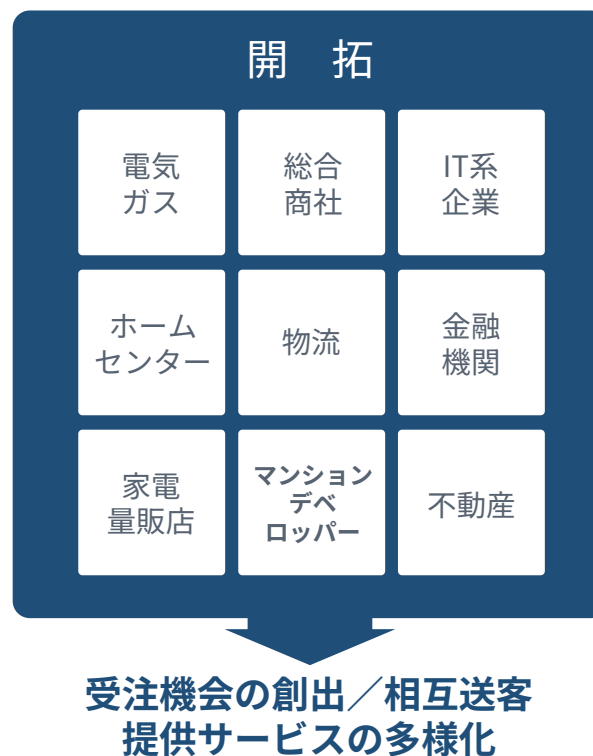 開 拓
電気
ガス
総合
商社
IT系
企業
ホーム
センター
物流
金融
機関
家電
量販店
マンション
デベ
ロッパー
不動産
受注機会の創出／相互送客
提供サービスの多様化